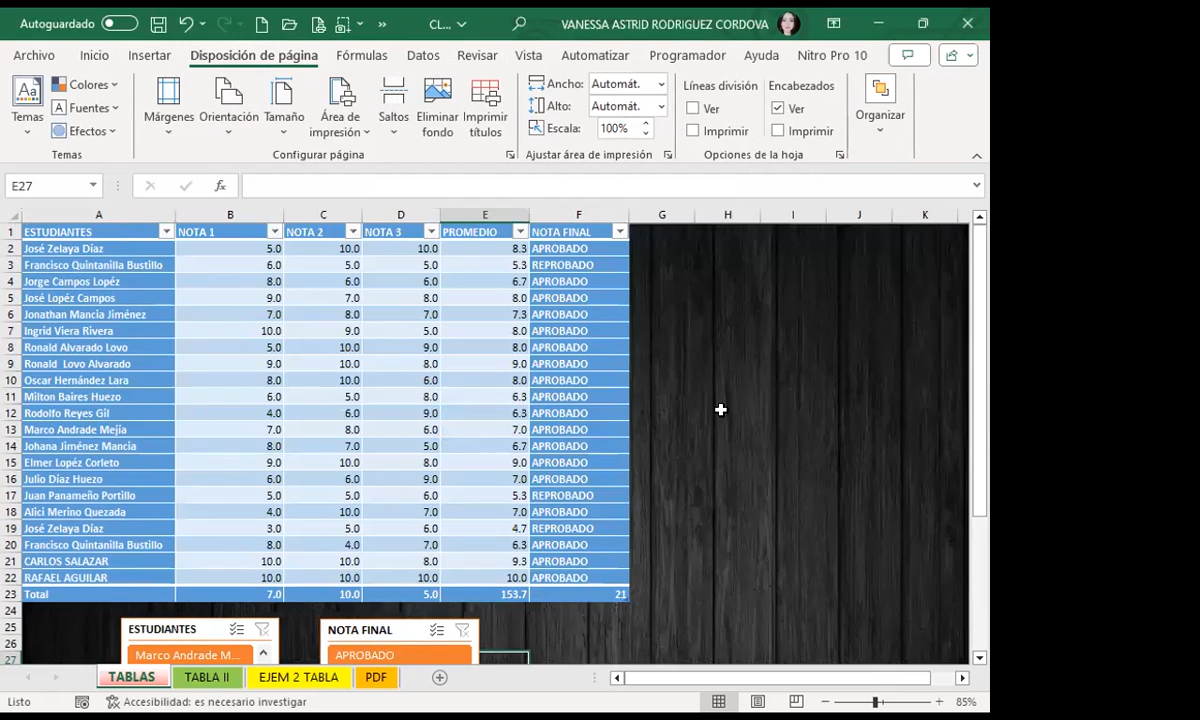 Autoguardado CL... VANESSA ASTRID RODRIGUEZ CORDOVA
Archivo Inicio Insertar Disposición de página Fórmulas Datos Revisar Vista Automatizar Programador Ayuda Nitro Pro 10
Temas Colores Fuentes Efectos Márgenes Orientación Tamaño Área de impresión Saltos Eliminar fondo Imprimir títulos Ancho: Automát. Alto: Automát. Escala: 100% Líneas división Ver Imprimir Encabezados Ver Imprimir Organizar
Temas Configurar página Ajustar área de impresión Opciones de la hoja
E27 fx
A B C D E F G H I J K
1 ESTUDIANTES NOTA 1 NOTA 2 NOTA 3 PROMEDIO NOTA FINAL
2 José Zelaya Díaz 5.0 10.0 10.0 8.3 APROBADO
3 Francisco Quintanilla Bustillo 6.0 5.0 5.0 5.3 REPROBADO
4 Jorge Campos Lopéz 8.0 6.0 6.0 6.7 APROBADO
5 José Lopéz Campos 9.0 7.0 8.0 8.0 APROBADO
6 Jonathan Mancia Jiménez 7.0 8.0 7.0 7.3 APROBADO
7 Ingrid Viera Rivera 10.0 9.0 5.0 8.0 APROBADO
8 Ronald Alvarado Lovo 5.0 10.0 9.0 8.0 APROBADO
9 Ronald Lovo Alvarado 9.0 10.0 8.0 9.0 APROBADO
10 Oscar Hernández Lara 8.0 10.0 6.0 8.0 APROBADO
11 Milton Baires Huezo 6.0 5.0 8.0 6.3 APROBADO
12 Rodolfo Reyes Gil 4.0 6.0 9.0 6.3 APROBADO
13 Marco Andrade Mejía 7.0 8.0 6.0 7.0 APROBADO
14 Johana Jiménez Mancia 8.0 7.0 5.0 6.7 APROBADO
15 Elmer Lopéz Corleto 9.0 10.0 8.0 9.0 APROBADO
16 Julio Díaz Huezo 6.0 6.0 9.0 7.0 APROBADO
17 Juan Panameño Portillo 5.0 5.0 6.0 5.3 REPROBADO
18 Alici Merino Quezada 4.0 10.0 7.0 7.0 APROBADO
19 José Zelaya Díaz 3.0 5.0 6.0 4.7 REPROBADO
20 Francisco Quintanilla Bustillo 8.0 4.0 7.0 6.3 APROBADO
21 CARLOS SALAZAR 10.0 10.0 8.0 9.3 APROBADO
22 RAFAEL AGUILAR 10.0 10.0 10.0 10.0 APROBADO
23 Total 7.0 10.0 5.0 153.7 21
24
25 ESTUDIANTES NOTA FINAL
26
27 Marco Andrade M... APROBADO
TABLAS TABLA II EJEM 2 TABLA PDF
Listo Accesibilidad: es necesario investigar 85%